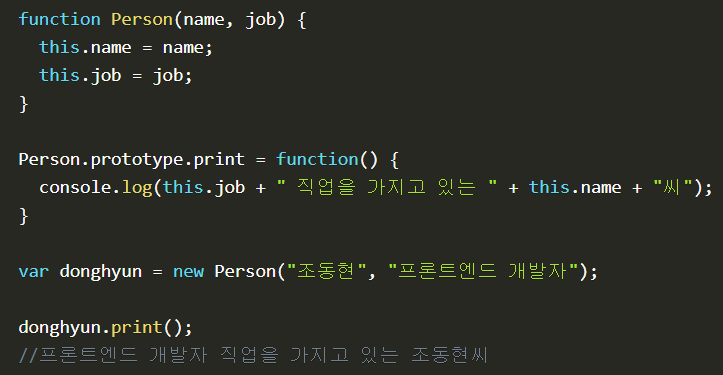 function Person(name, job) {
  this.name = name;
  this.job = job;
}

Person.prototype.print = function() {
  console.log(this.job + " 직업을 가지고 있는 " + this.name + "씨");
}

var donghyun = new Person("조동현", "프론트엔드 개발자");

donghyun.print();
//프론트엔드 개발자 직업을 가지고 있는 조동현씨